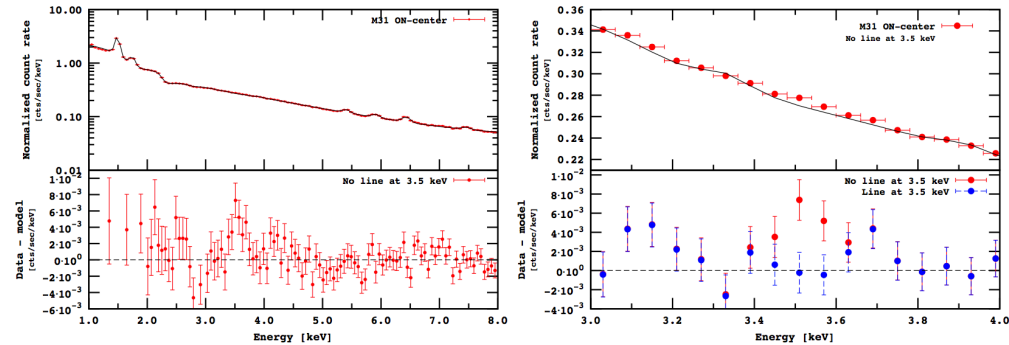 M31 ON-center
Normalized count rate
[cts/sec/keV]
10.00
1.00
0.10
0.01
No line at 3.5 keV
Data - model
[cts/sec/keV]
1·10⁻²
8·10⁻³
6·10⁻³
4·10⁻³
2·10⁻³
0·10⁰
-2·10⁻³
-4·10⁻³
-6·10⁻³
1.0 2.0 3.0 4.0 5.0 6.0 7.0 8.0
Energy [keV]
M31 ON-center
No line at 3.5 keV
Normalized count rate
[cts/sec/keV]
0.36
0.34
0.32
0.30
0.28
0.26
0.24
0.22
No line at 3.5 keV
Line at 3.5 keV
Data - model
[cts/sec/keV]
1·10⁻²
8·10⁻³
6·10⁻³
4·10⁻³
2·10⁻³
0·10⁰
-2·10⁻³
-4·10⁻³
3.0 3.2 3.4 3.6 3.8 4.0
Energy [keV]